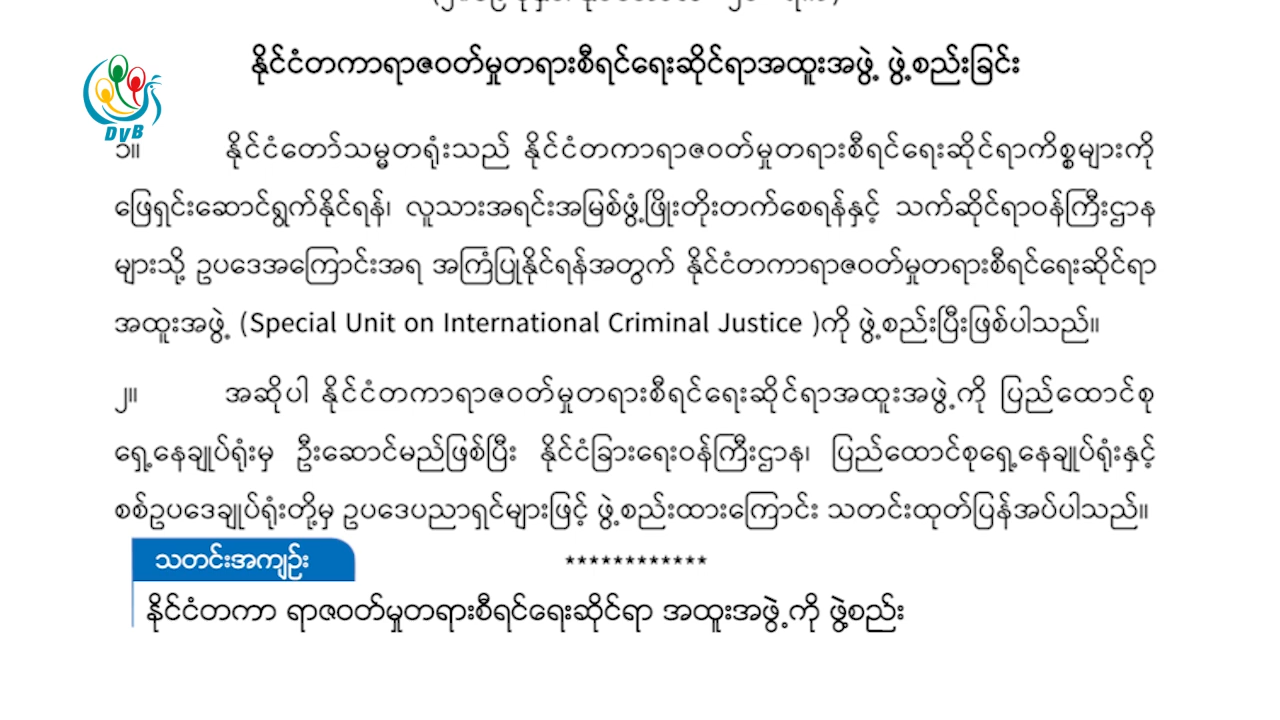 နိုင်ငံတကာရာဇဝတ်မှုတရားစီရင်ရေးဆိုင်ရာအထူးအဖွဲ့ ဖွဲ့စည်းခြင်း
DVB
၁။ နိုင်ငံတော်သမ္မတရုံးသည် နိုင်ငံတကာရာဇဝတ်မှုတရားစီရင်ရေးဆိုင်ရာကိစ္စများကို
ဖြေရှင်းဆောင်ရွက်နိုင်ရန်၊ လူသားအရင်းအမြစ်ဖွံ့ဖြိုးတိုးတက်စေရန်နှင့် သက်ဆိုင်ရာဝန်ကြီးဌာန
များသို့ ဥပဒေအကြောင်းအရ အကြံပြုနိုင်ရန်အတွက် နိုင်ငံတကာရာဇဝတ်မှုတရားစီရင်ရေးဆိုင်ရာ
အထူးအဖွဲ့ (Special Unit on International Criminal Justice )ကို ဖွဲ့စည်းပြီးဖြစ်ပါသည်။
၂။ အဆိုပါ နိုင်ငံတကာရာဇဝတ်မှုတရားစီရင်ရေးဆိုင်ရာအထူးအဖွဲ့ကို ပြည်ထောင်စု
ရှေ့နေချုပ်ရုံးမှ ဦးဆောင်မည်ဖြစ်ပြီး နိုင်ငံခြားရေးဝန်ကြီးဌာန၊ ပြည်ထောင်စုရှေ့နေချုပ်ရုံးနှင့်
စစ်ဥပဒေချုပ်ရုံးတို့မှ ဥပဒေပညာရှင်များဖြင့် ဖွဲ့စည်းထားကြောင်း သတင်းထုတ်ပြန်အပ်ပါသည်။
************
သတင်းအကျဉ်း
နိုင်ငံတကာ ရာဇဝတ်မှုတရားစီရင်ရေးဆိုင်ရာ အထူးအဖွဲ့ကို ဖွဲ့စည်း